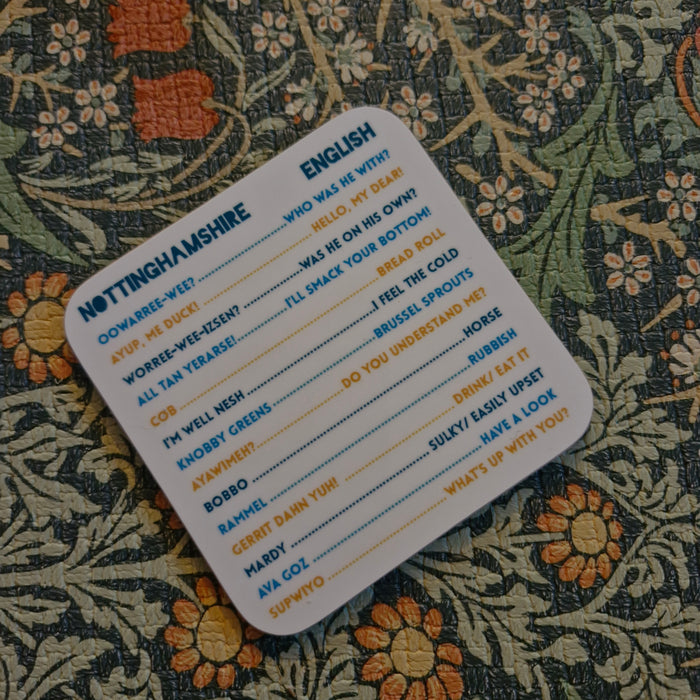 NOTTINGHAMSHIRE ENGLISH
OOWARREE-WEE? WHO WAS HE WITH?
AYUP, ME DUCK! HELLO, MY DEAR!
WORREE-WEE-IZSEN? WAS HE ON HIS OWN?
ALL TAN YERARSE! I'LL SMACK YOUR BOTTOM!
COB BREAD ROLL
I'M WELL NESH I FEEL THE COLD
KNOBBY GREENS BRUSSEL SPROUTS
AYAWIMEH? DO YOU UNDERSTAND ME?
BOBBO HORSE
RAMMEL RUBBISH
GERRIT DAHN YUH! DRINK/ EAT IT
MARDY SULKY/ EASILY UPSET
AVA GOZ HAVE A LOOK
SUPWIYO WHAT'S UP WITH YOU?